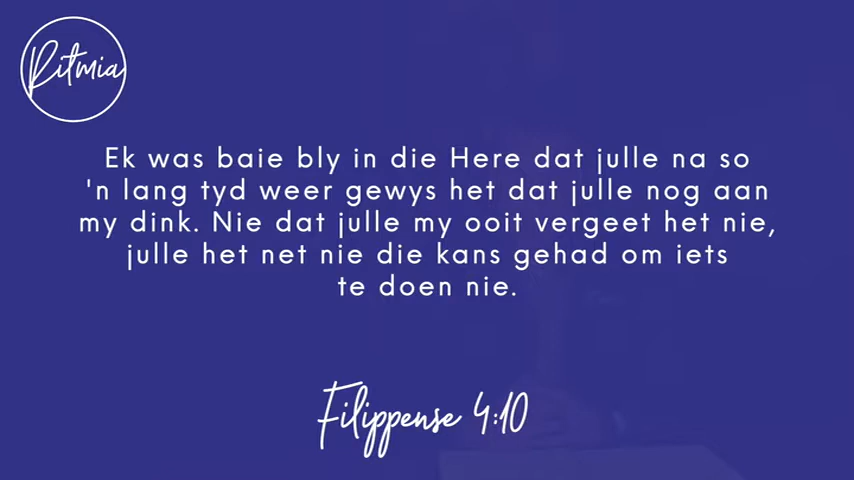 Ritmia
Ek was baie bly in die Here dat julle na so
'n lang tyd weer gewys het dat julle nog aan
my dink. Nie dat julle my ooit vergeet het nie,
julle het net nie die kans gehad om iets
te doen nie.
Filippense 4:10